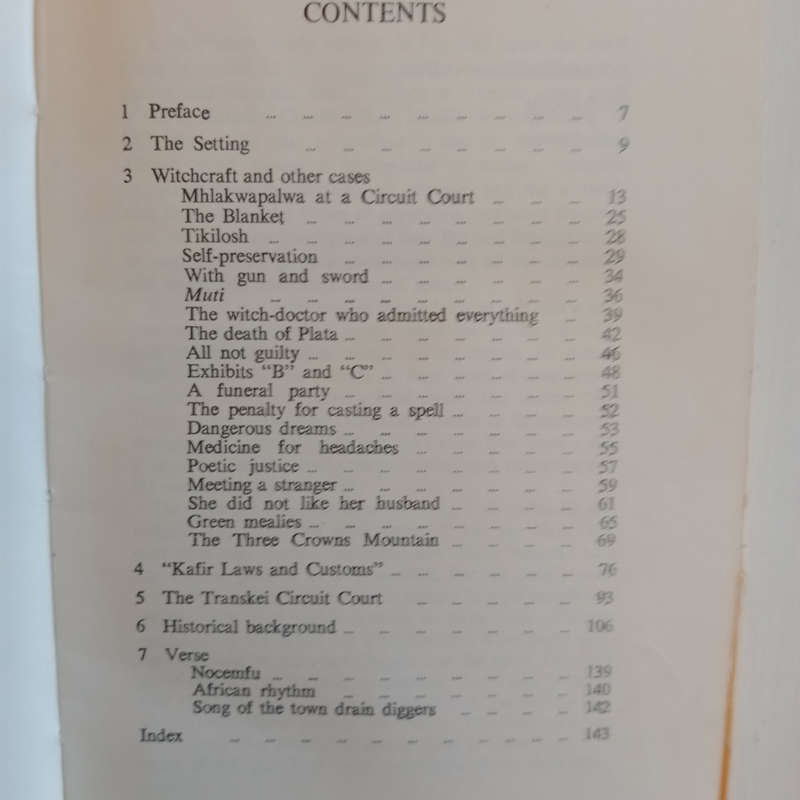 CONTENTS
1 Preface ... ... ... ... ... ... ... ... ... 7
2 The Setting ... ... ... ... ... ... ... ... 9
3 Witchcraft and other cases
Mhlakwapalwa at a Circuit Court ... ... ... 13
The Blanket ... ... ... ... ... ... ... ... 25
Tikilosh ... ... ... ... ... ... ... ... ... 28
Self-preservation ... ... ... ... ... ... ... 29
With gun and sword ... ... ... ... ... ... 34
Muti ... ... ... ... ... ... ... ... ... 36
The witch-doctor who admitted everything ... 39
The death of Plata ... ... ... ... ... ... ... 42
All not guilty ... ... ... ... ... ... ... ... 46
Exhibits “B” and “C” ... ... ... ... ... ... 48
A funeral party ... ... ... ... ... ... ... 51
The penalty for casting a spell ... ... ... ... 52
Dangerous dreams ... ... ... ... ... ... ... 53
Medicine for headaches ... ... ... ... ... 55
Poetic justice ... ... ... ... ... ... ... ... 57
Meeting a stranger ... ... ... ... ... ... ... 59
She did not like her husband ... ... ... ... 61
Green mealies ... ... ... ... ... ... ... ... 65
The Three Crowns Mountain ... ... ... ... 69
4 “Kafir Laws and Customs” ... ... ... ... ... ... 76
5 The Transkei Circuit Court ... ... ... ... ... 93
6 Historical background ... ... ... ... ... ... ... 106
7 Verse
Nocemfu ... ... ... ... ... ... ... ... ... 139
African rhythm ... ... ... ... ... ... ... 140
Song of the town drain diggers ... ... ... ... 142
Index ... ... ... ... ... ... ... ... ... ... 143